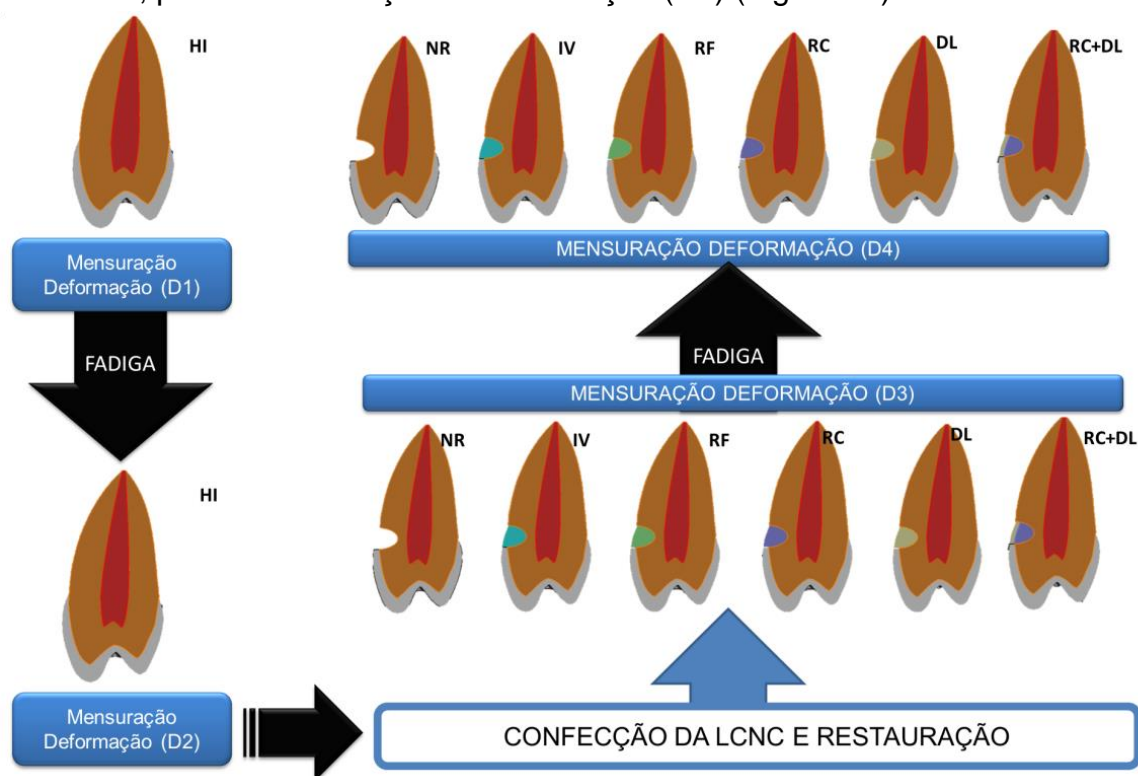 HI
NR
IV
RF
RC
DL
RC+DL
MENSURAÇÃO DEFORMAÇÃO (D4)
Mensuração
Deformação (D1)
FADIGA
FADIGA
MENSURAÇÃO DEFORMAÇÃO (D3)
NR
IV
RF
RC
DL
RC+DL
HI
Mensuração
Deformação (D2)
CONFECÇÃO DA LCNC E RESTAURAÇÃO